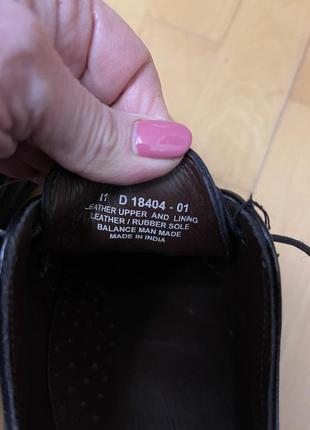 11 D 18404 - 01
LEATHER UPPER AND LINING
LEATHER / RUBBER SOLE
BALANCE MAN MADE
MADE IN INDIA